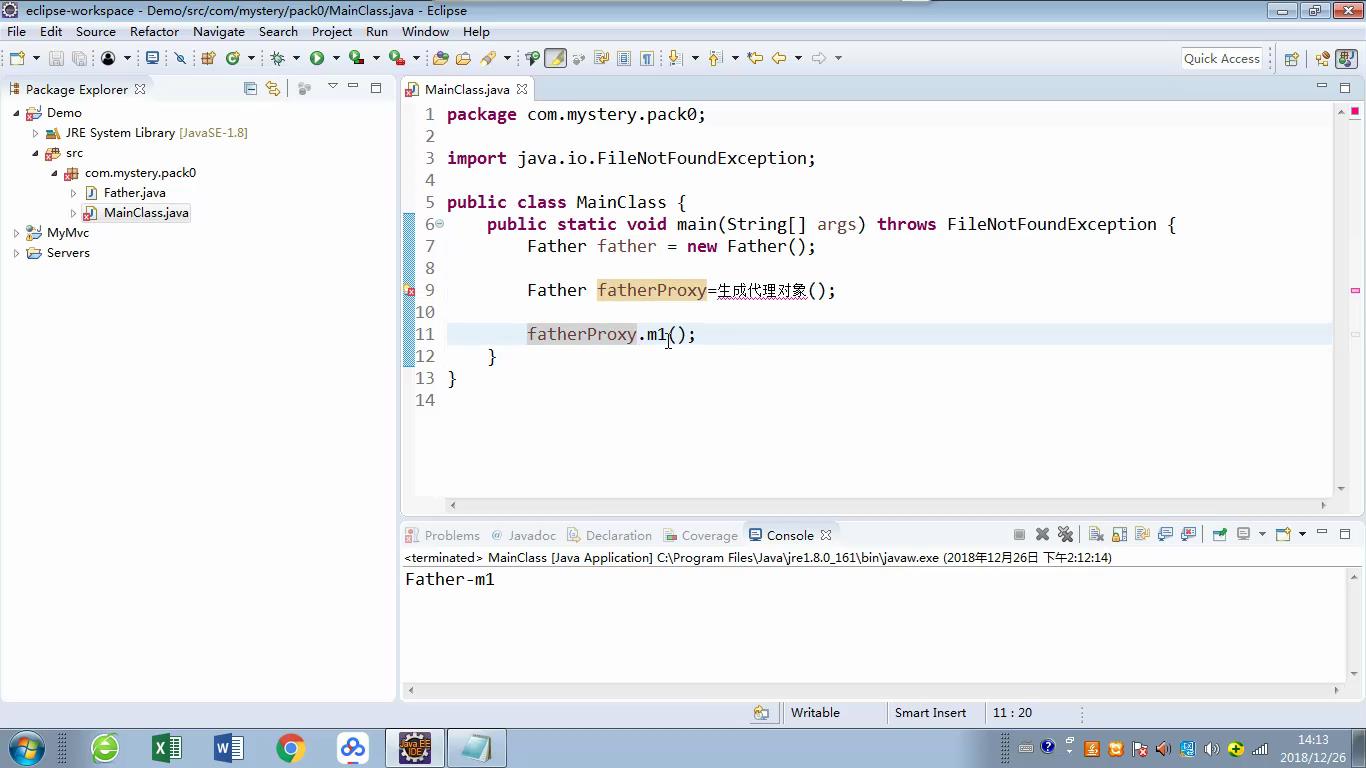 eclipse-workspace - Demo/src/com/mystery/pack0/MainClass.java - Eclipse
File Edit Source Refactor Navigate Search Project Run Window Help
Quick Access
Package Explorer
Demo
JRE System Library [JavaSE-1.8]
src
com.mystery.pack0
Father.java
MainClass.java
MyMvc
Servers
MainClass.java
1 package com.mystery.pack0;
2
3 import java.io.FileNotFoundException;
4
5 public class MainClass {
6 public static void main(String[] args) throws FileNotFoundException {
7 Father father = new Father();
8
9 Father fatherProxy=生成代理对象();
10
11 fatherProxy.m1();
12 }
13 }
14
Problems @ Javadoc Declaration Coverage Console
<terminated> MainClass [Java Application] C:\Program Files\Java\jre1.8.0_161\bin\javaw.exe (2018年12月26日 下午2:12:14)
Father-m1
Writable Smart Insert 11 : 20
Java EE IDE
14:13
2018/12/26